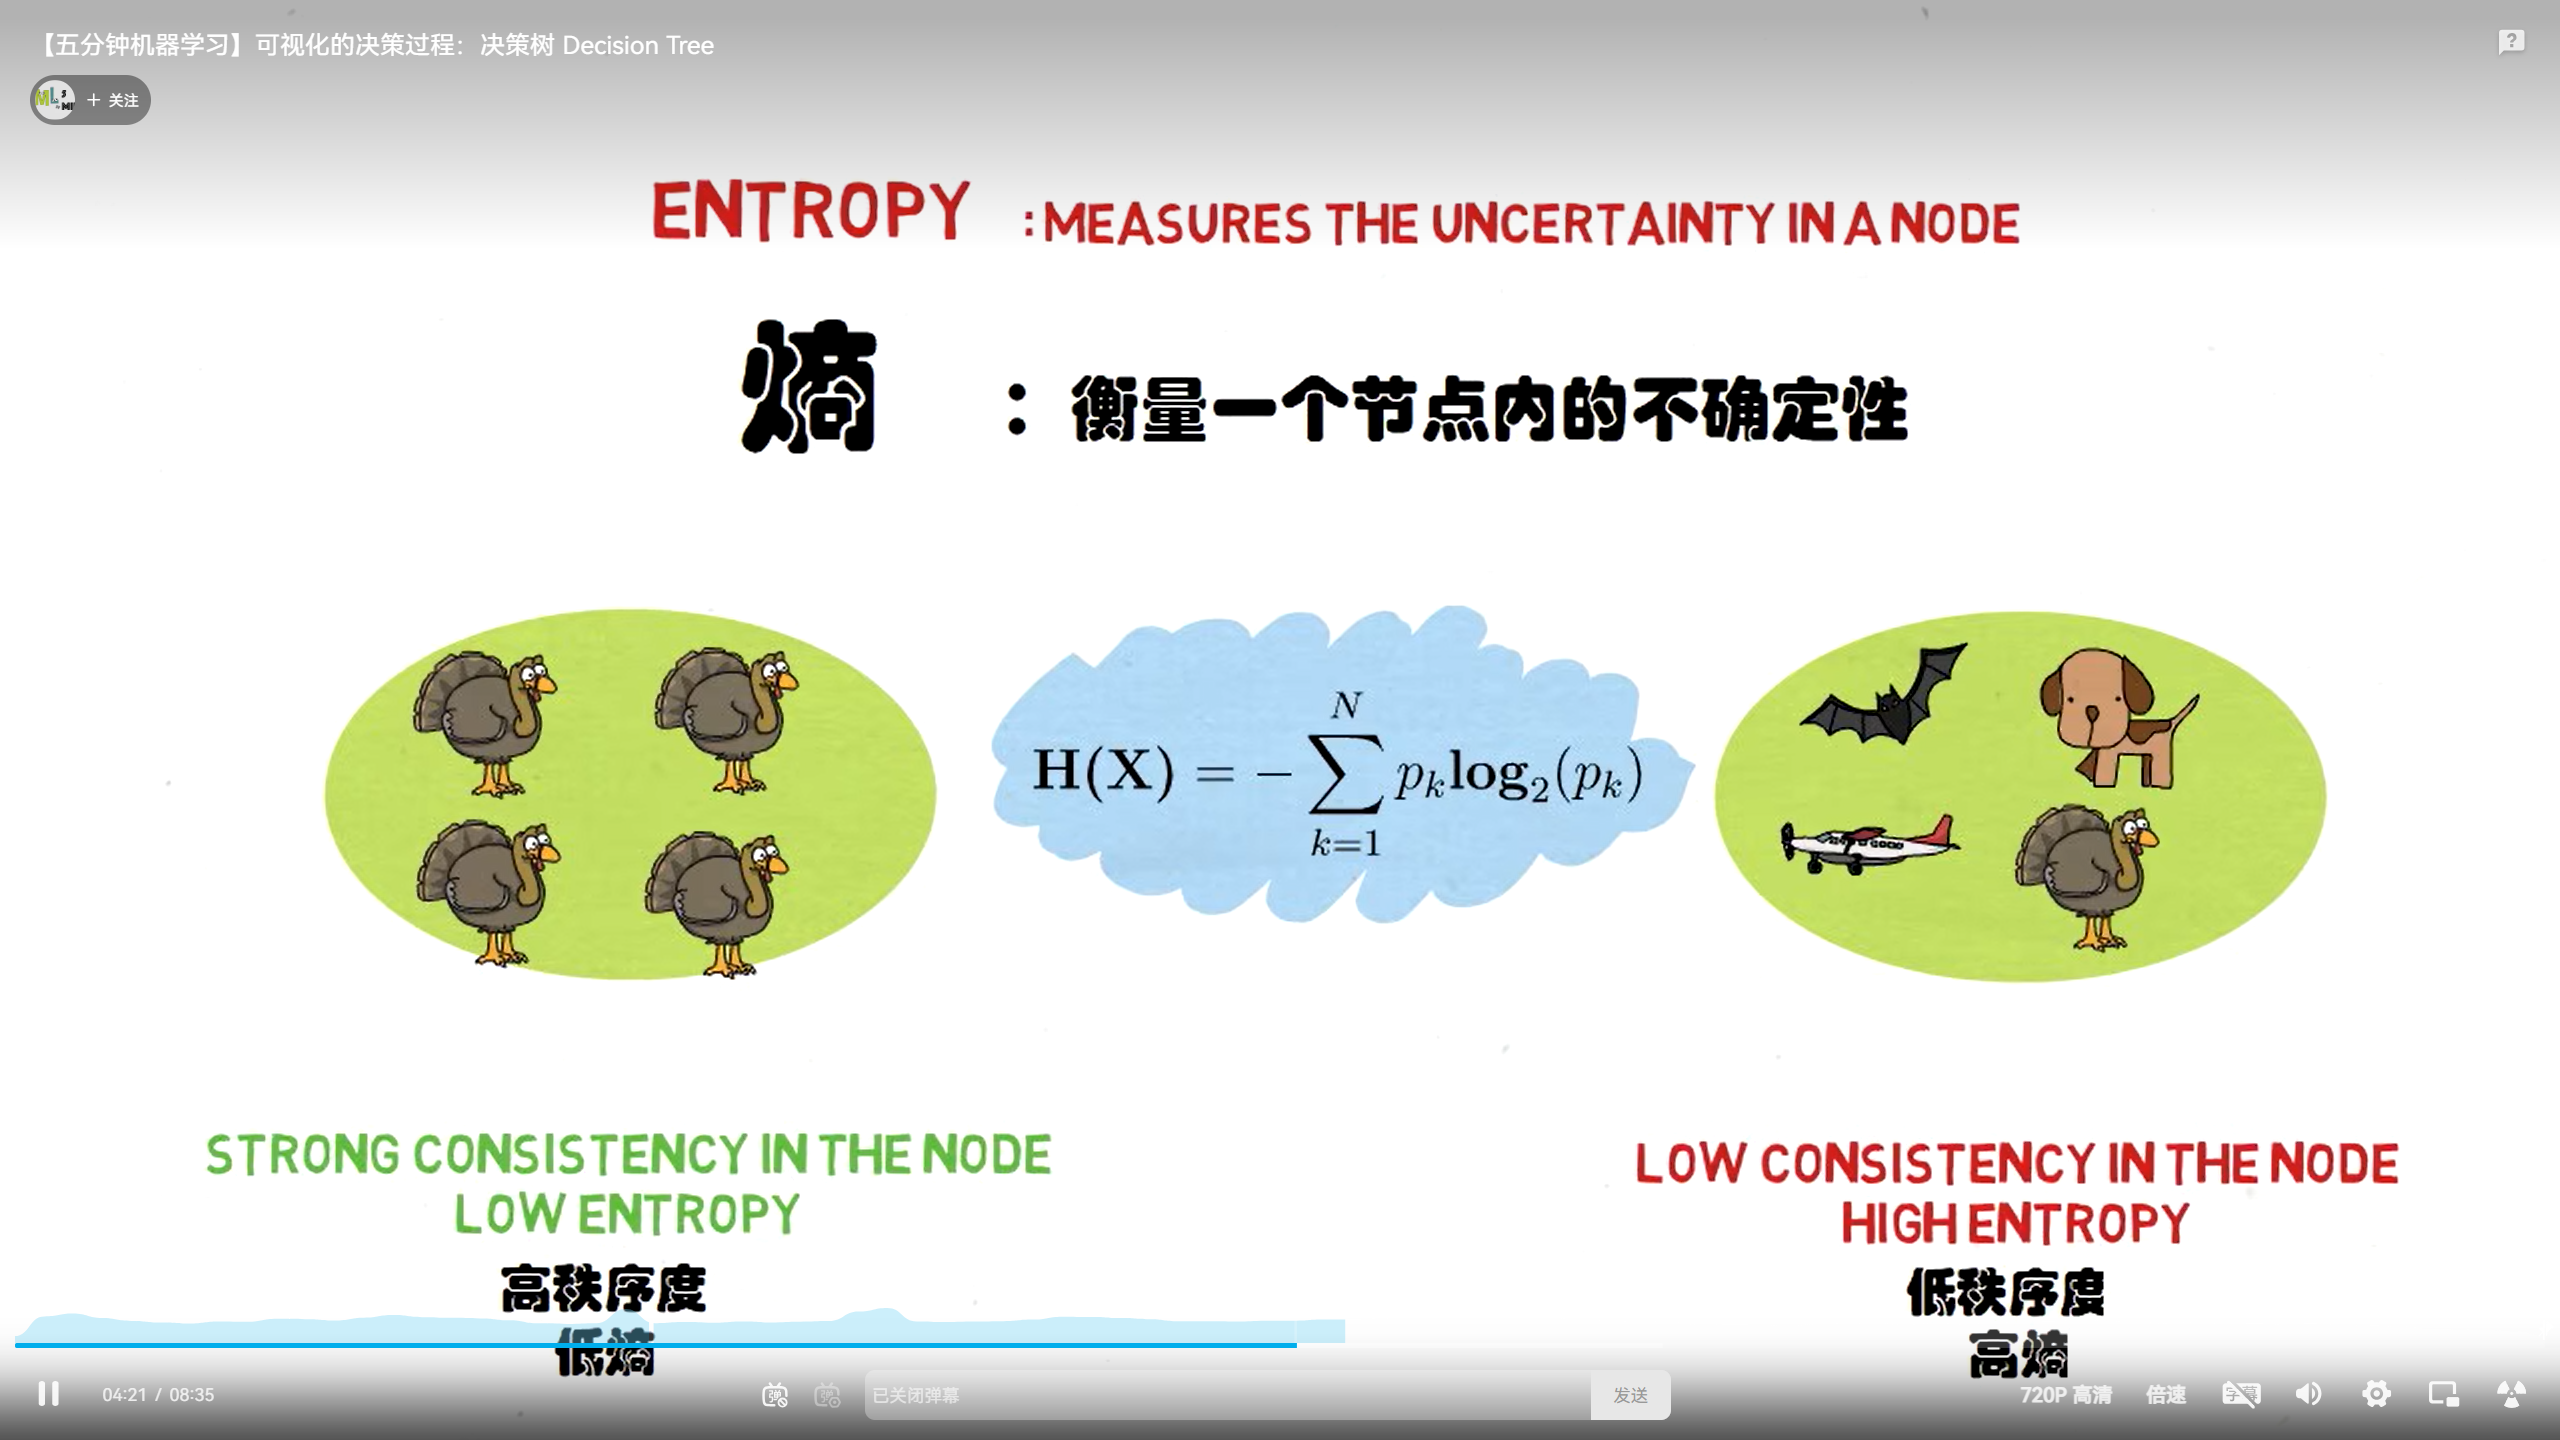 【五分钟机器学习】可视化的决策过程：决策树 Decision Tree
+ 关注
ENTROPY : MEASURES THE UNCERTAINTY IN A NODE
熵 ：衡量一个节点内的不确定性
H(X) = − ∑_{k=1}^{N} p_k log_2(p_k)
STRONG CONSISTENCY IN THE NODE
LOW ENTROPY
高秩序度
低熵
LOW CONSISTENCY IN THE NODE
HIGH ENTROPY
低秩序度
高熵
04:21 / 08:35
已关闭弹幕
发送
720P 高清
倍速
字幕